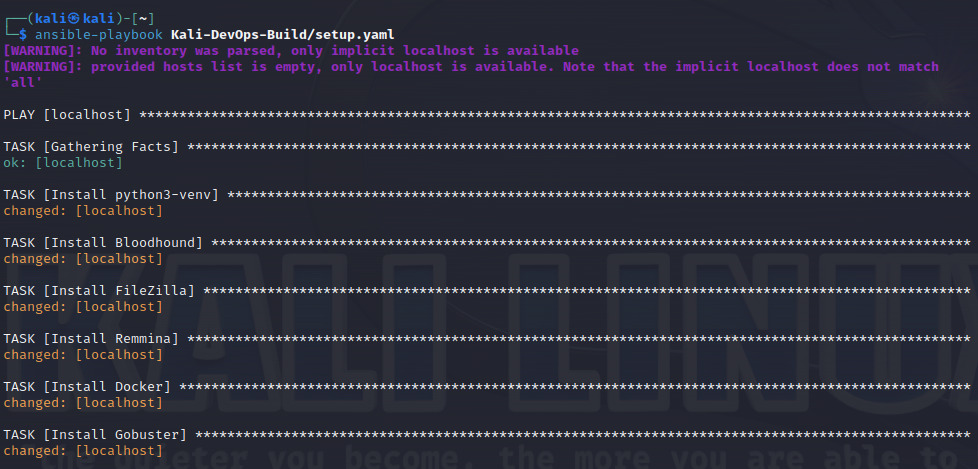 ┌──(kali㉿kali)-[~]
└─$ ansible-playbook Kali-DevOps-Build/setup.yaml
[WARNING]: No inventory was parsed, only implicit localhost is available
[WARNING]: provided hosts list is empty, only localhost is available. Note that the implicit localhost does not match
'all'
PLAY [localhost] ********************************************************************************************************
TASK [Gathering Facts] **************************************************************************************************
ok: [localhost]
TASK [Install python3-venv] *********************************************************************************************
changed: [localhost]
TASK [Install Bloodhound] ***********************************************************************************************
changed: [localhost]
TASK [Install FileZilla] ************************************************************************************************
changed: [localhost]
TASK [Install Remmina] **************************************************************************************************
changed: [localhost]
TASK [Install Docker] ***************************************************************************************************
changed: [localhost]
TASK [Install Gobuster] *************************************************************************************************
changed: [localhost]
KALI LINUX
the quieter you become, the more you are able to